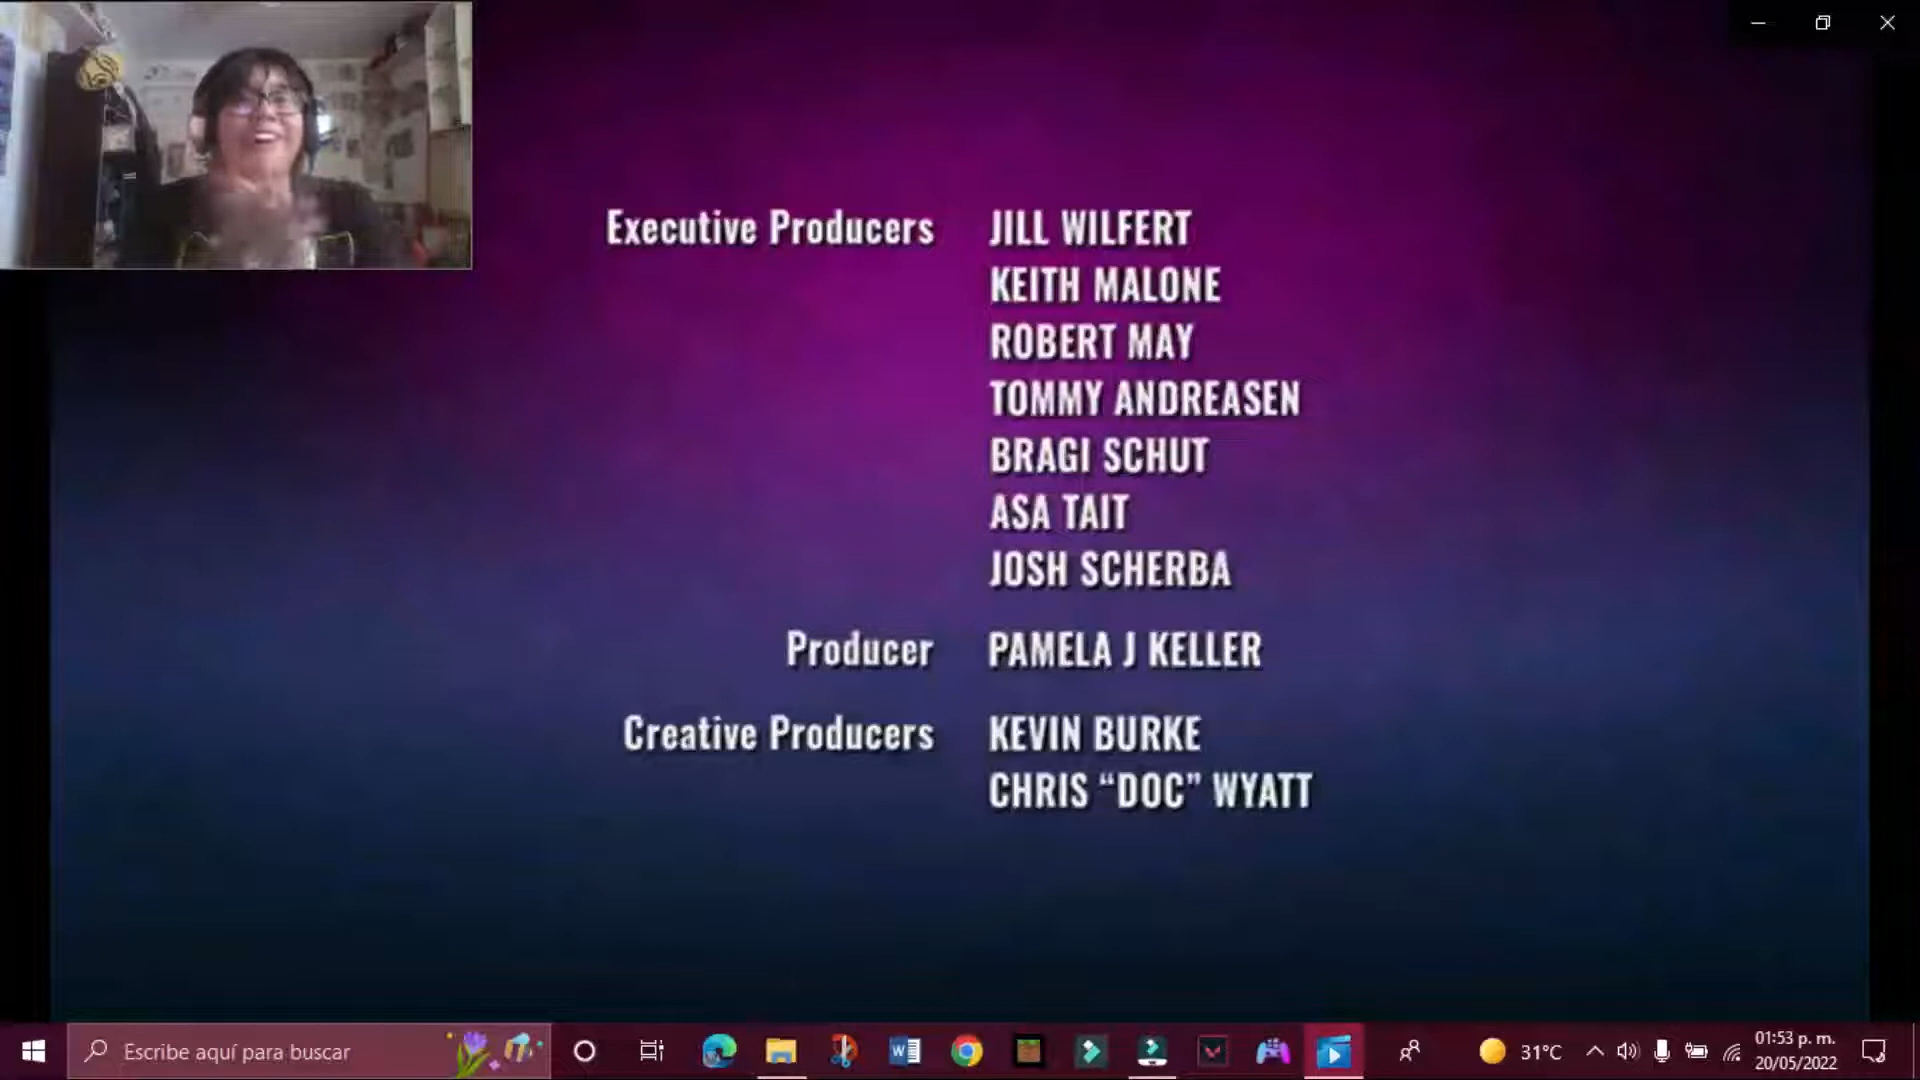 Executive Producers JILL WILFERT
KEITH MALONE
ROBERT MAY
TOMMY ANDREASEN
BRAGI SCHUT
ASA TAIT
JOSH SCHERBA
Producer PAMELA J KELLER
Creative Producers KEVIN BURKE
CHRIS “DOC” WYATT
Escribe aquí para buscar
31°C
01:53 p. m.
20/05/2022